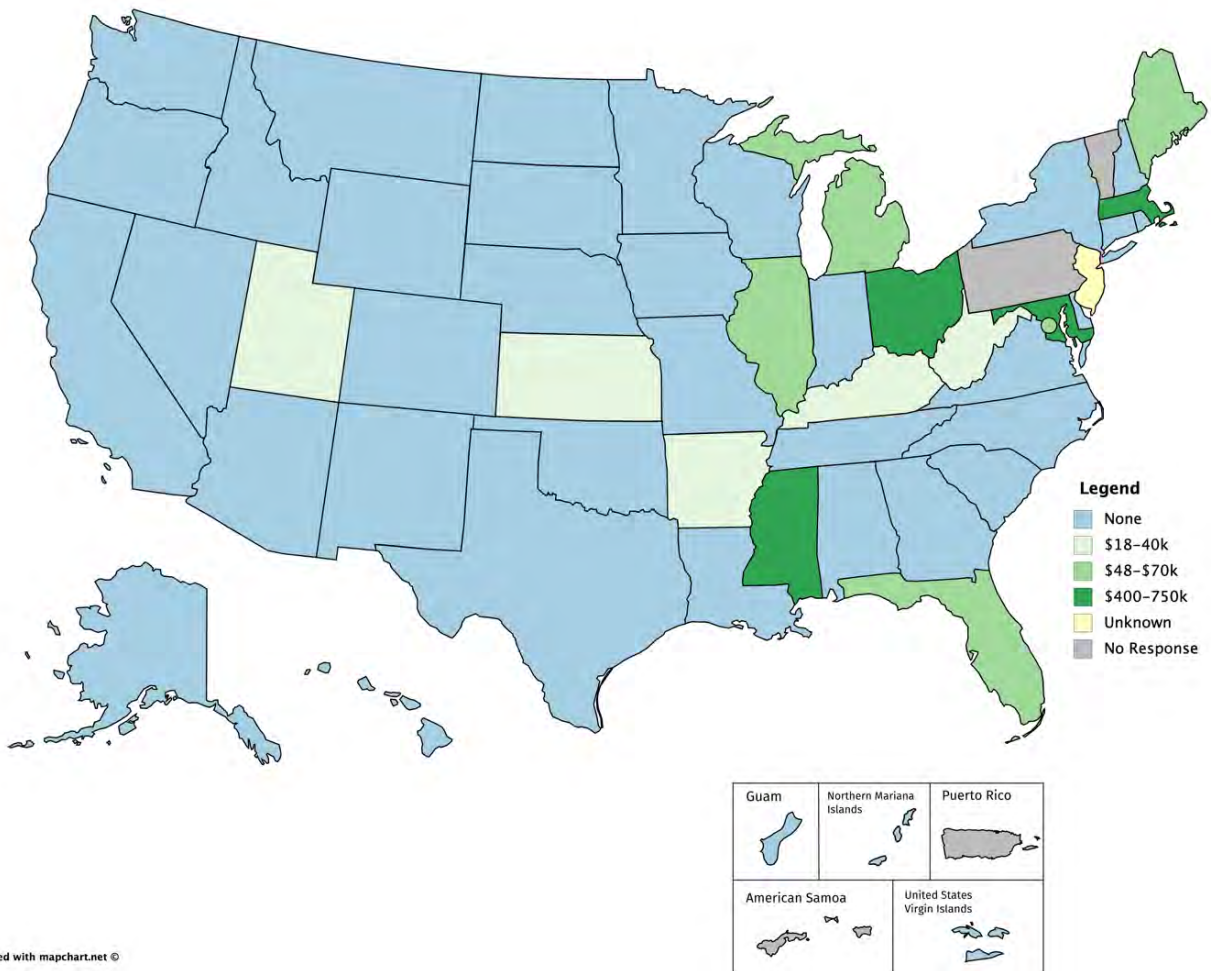 Legend
None
$18-40k
$48-$70k
$400-750k
Unknown
No Response
Guam
Northern Mariana
Islands
Puerto Rico
American Samoa
United States
Virgin Islands
ed with mapchart.net ©